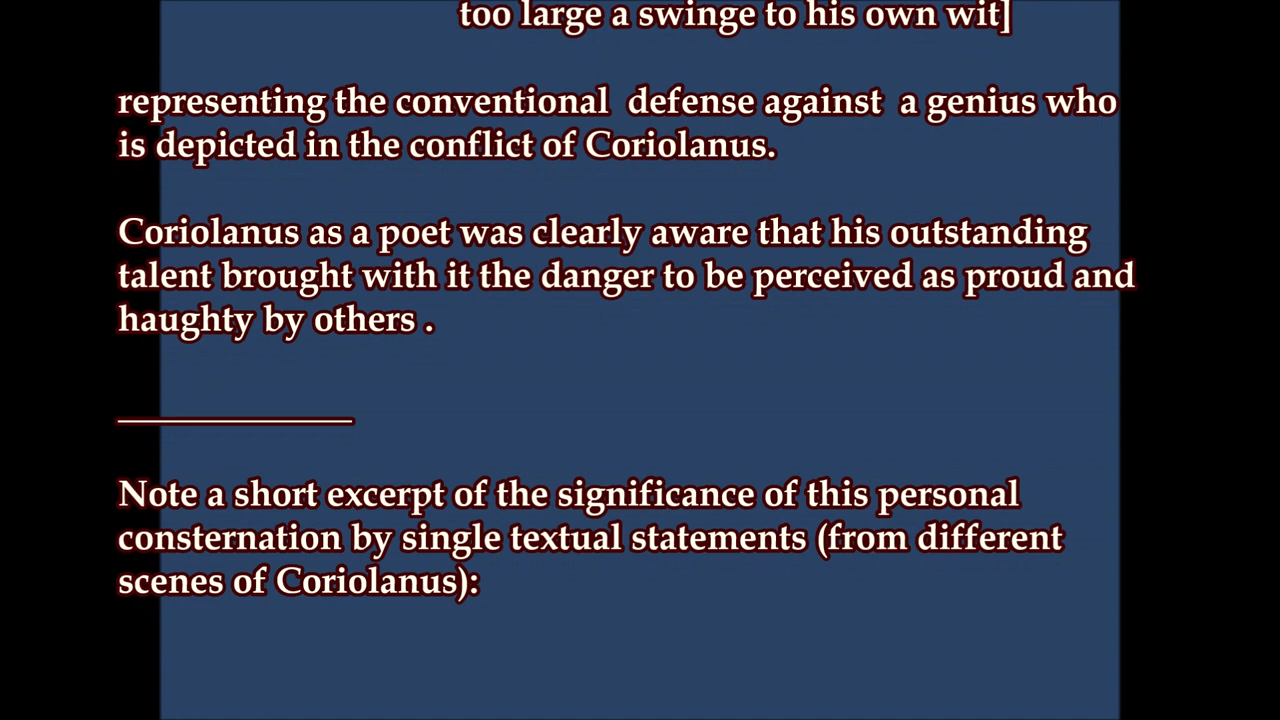 too large a swinge to his own wit]
representing the conventional  defense against  a genius who
is depicted in the conflict of Coriolanus.
Coriolanus as a poet was clearly aware that his outstanding
talent brought with it the danger to be perceived as proud and
haughty by others .
Note a short excerpt of the significance of this personal
consternation by single textual statements (from different
scenes of Coriolanus):